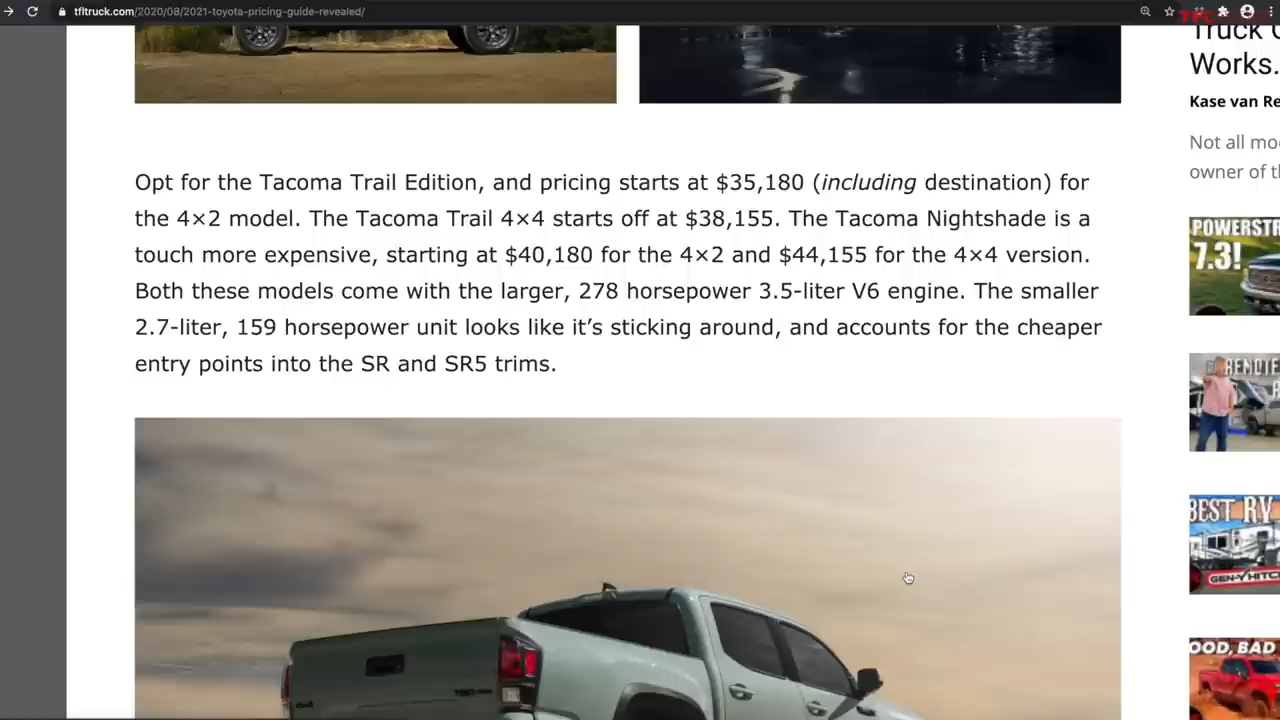 tfltruck.com/2020/08/2021-toyota-pricing-guide-revealed/
Truck
Works.
Kase van Re
Not all mo
owner of t
Opt for the Tacoma Trail Edition, and pricing starts at $35,180 (including destination) for
the 4×2 model. The Tacoma Trail 4×4 starts off at $38,155. The Tacoma Nightshade is a
touch more expensive, starting at $40,180 for the 4×2 and $44,155 for the 4×4 version.
Both these models come with the larger, 278 horsepower 3.5-liter V6 engine. The smaller
2.7-liter, 159 horsepower unit looks like it’s sticking around, and accounts for the cheaper
entry points into the SR and SR5 trims.
POWERSTR
7.3!
REMOTE
BEST RV
GEN-Y HITC
OOD, BAD